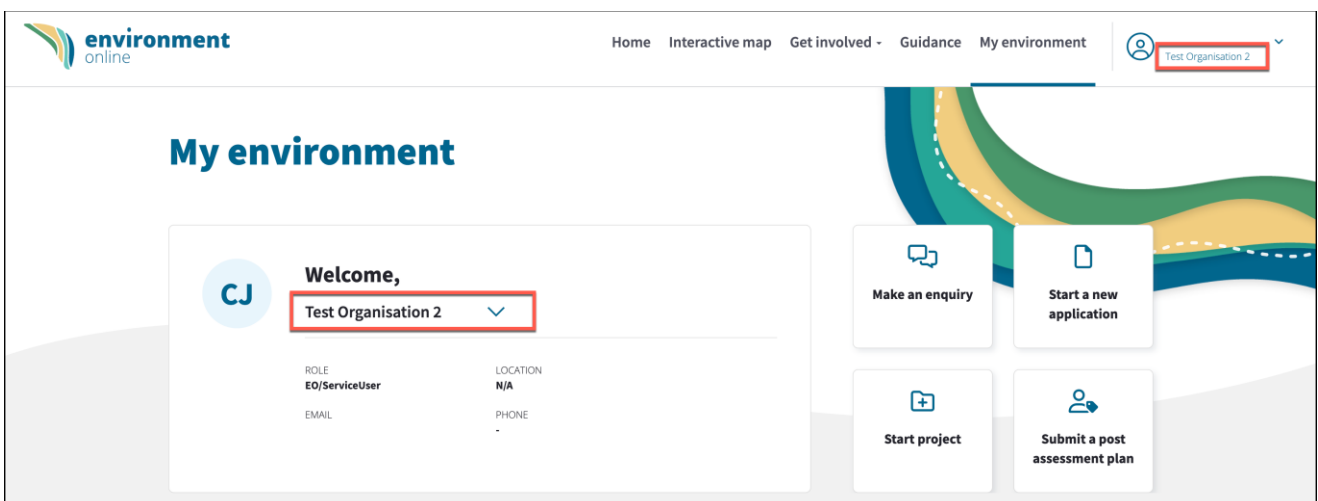 environment
online
Home Interactive map Get involved Guidance My environment
Test Organisation 2
My environment
CJ
Welcome,
Test Organisation 2
ROLE
EO/ServiceUser
LOCATION
N/A
EMAIL
PHONE
-
Make an enquiry
Start a new
application
Start project
Submit a post
assessment plan